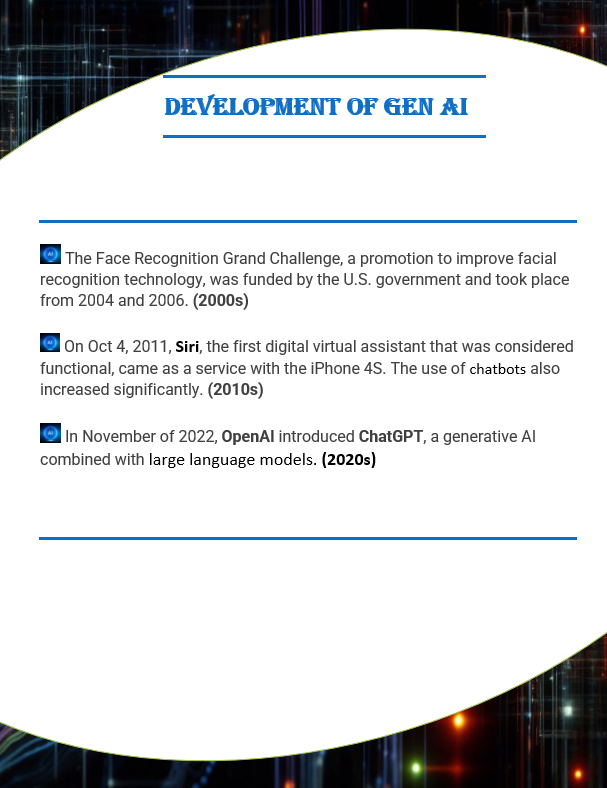 DEVELOPMENT OF GEN AI
The Face Recognition Grand Challenge, a promotion to improve facial
recognition technology, was funded by the U.S. government and took place
from 2004 and 2006. (2000s)
On Oct 4, 2011, Siri, the first digital virtual assistant that was considered
functional, came as a service with the iPhone 4S. The use of chatbots also
increased significantly. (2010s)
In November of 2022, OpenAI introduced ChatGPT, a generative AI
combined with large language models. (2020s)